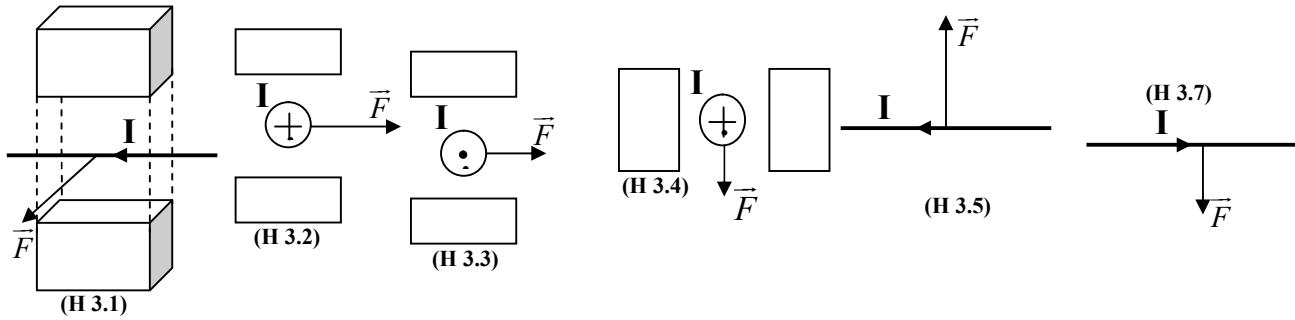 I
F
(H 3.1)
I
F
(H 3.2)
I
F
(H 3.3)
I
F
(H 3.4)
I
F
(H 3.5)
(H 3.7)
I
F